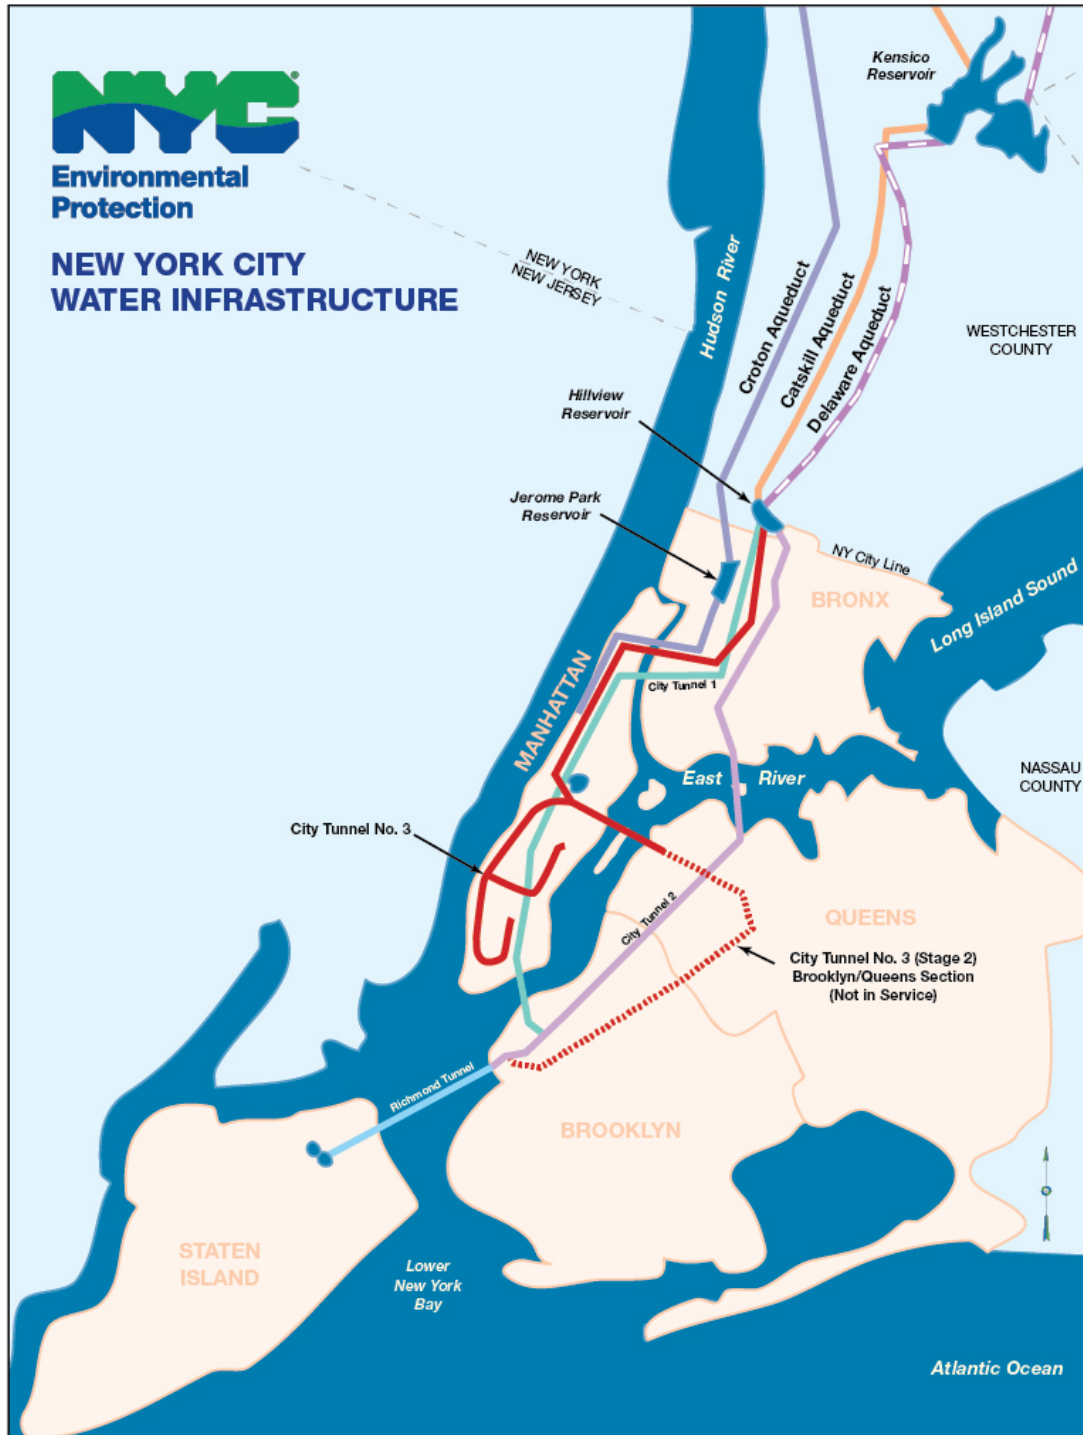 NYC
Environmental
Protection
NEW YORK CITY
WATER INFRASTRUCTURE
Kensico
Reservoir
NEW YORK
NEW JERSEY
Hudson River
Croton Aqueduct
Catskill Aqueduct
Delaware Aqueduct
WESTCHESTER
COUNTY
Hillview
Reservoir
Jerome Park
Reservoir
NY City Line
BRONX
Long Island Sound
MANHATTAN
City Tunnel 1
East River
NASSAU
COUNTY
City Tunnel No. 3
City Tunnel 2
QUEENS
City Tunnel No. 3 (Stage 2)
Brooklyn/Queens Section
(Not in Service)
Richmond Tunnel
BROOKLYN
STATEN
ISLAND
Lower
New York
Bay
Atlantic Ocean